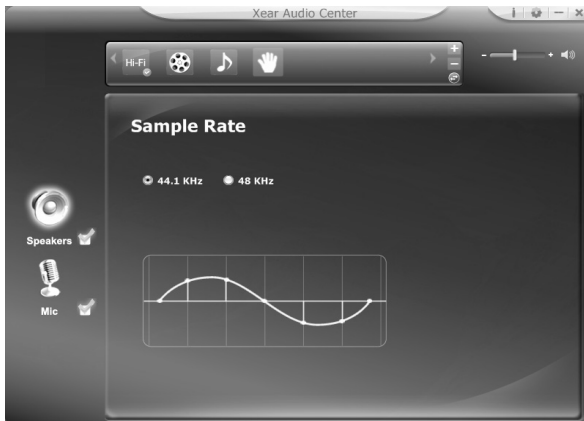 Xear Audio Center
Hi-Fi
Sample Rate
44.1 KHz 48 KHz
Speakers
Mic